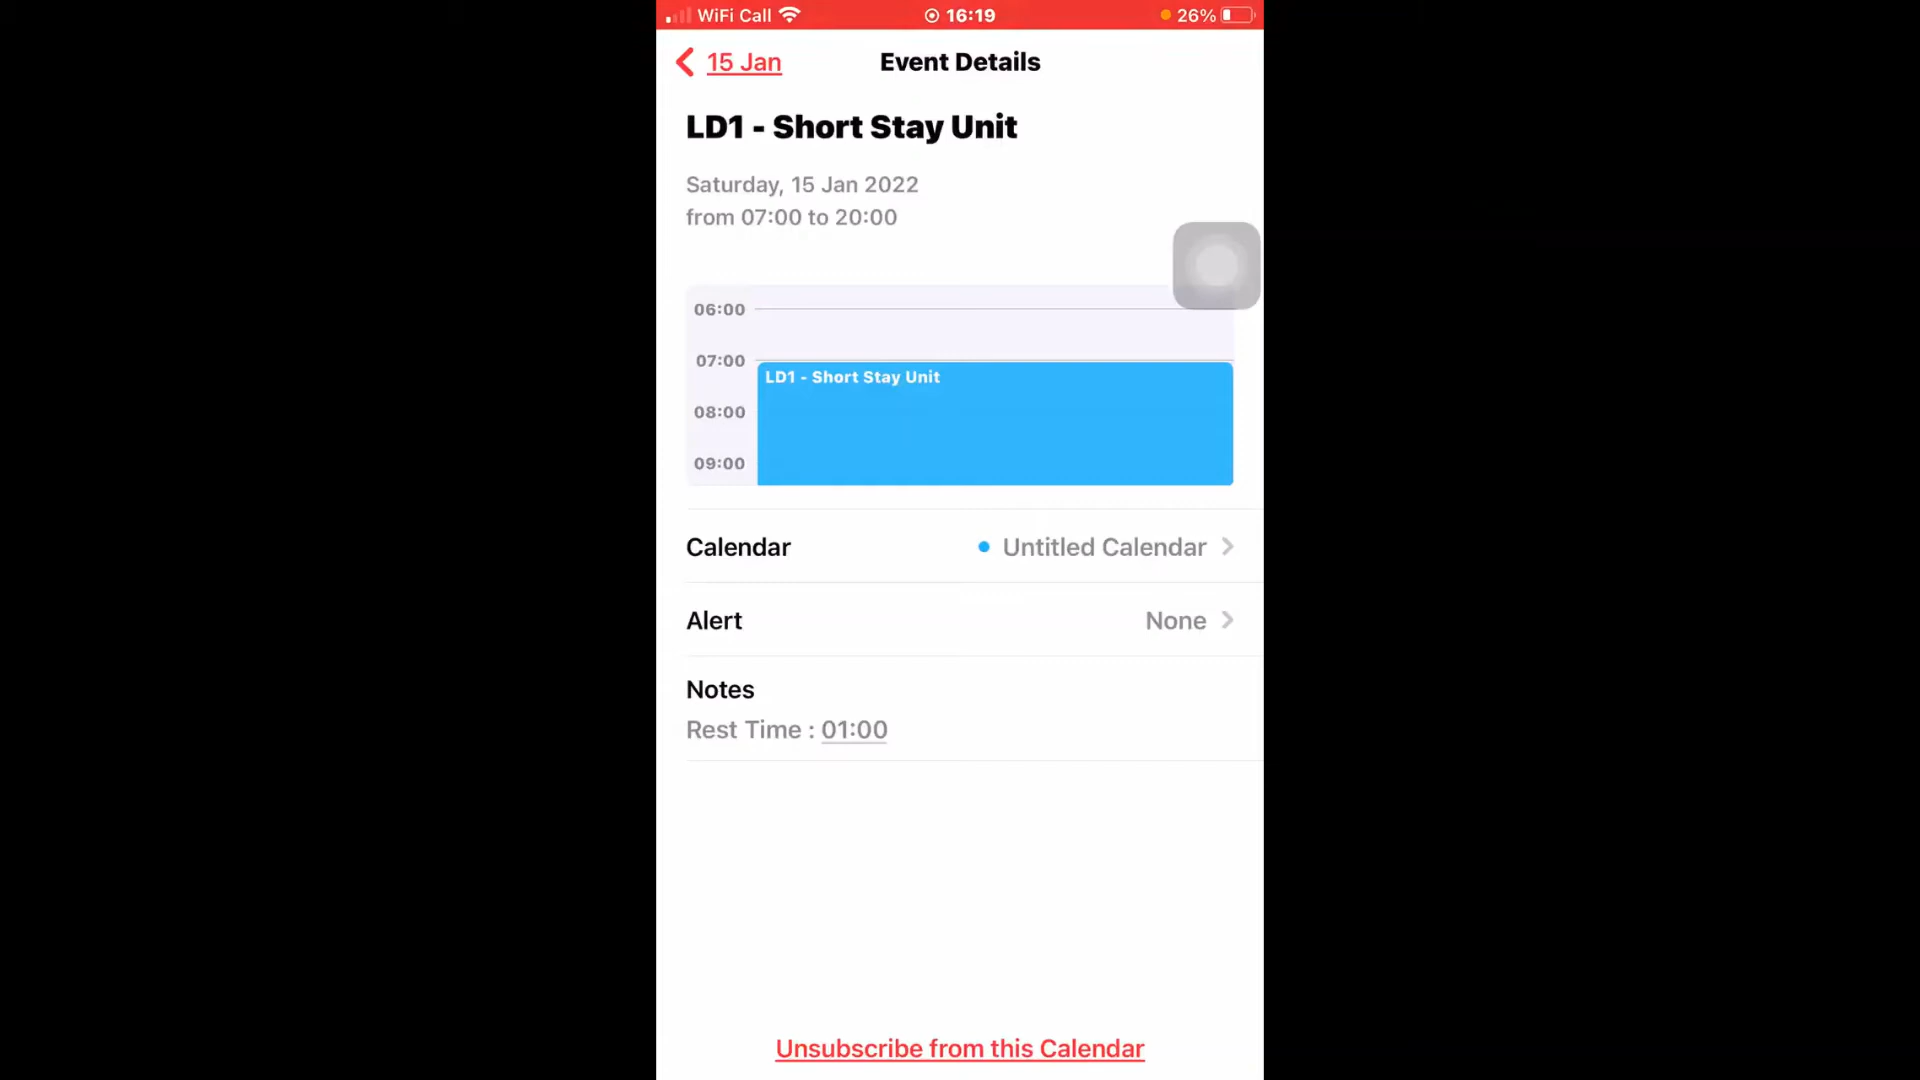 WiFi Call 16:19 26%
15 Jan Event Details
LD1 - Short Stay Unit
Saturday, 15 Jan 2022
from 07:00 to 20:00
06:00
07:00
LD1 - Short Stay Unit
08:00
09:00
Calendar Untitled Calendar
Alert None
Notes
Rest Time : 01:00
Unsubscribe from this Calendar